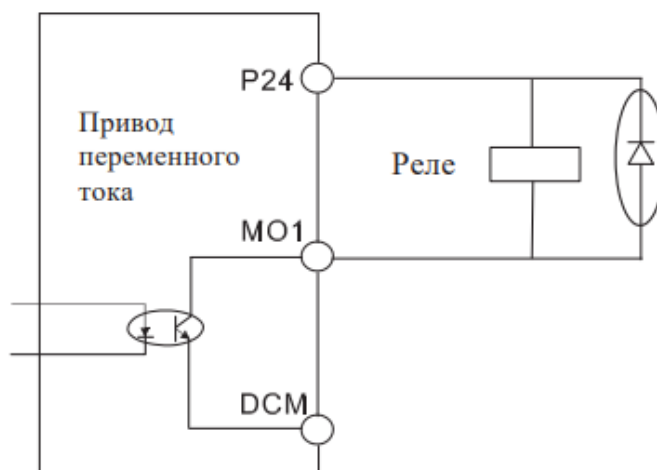 P24
Привод
переменного
тока
Реле
MO1
DCM